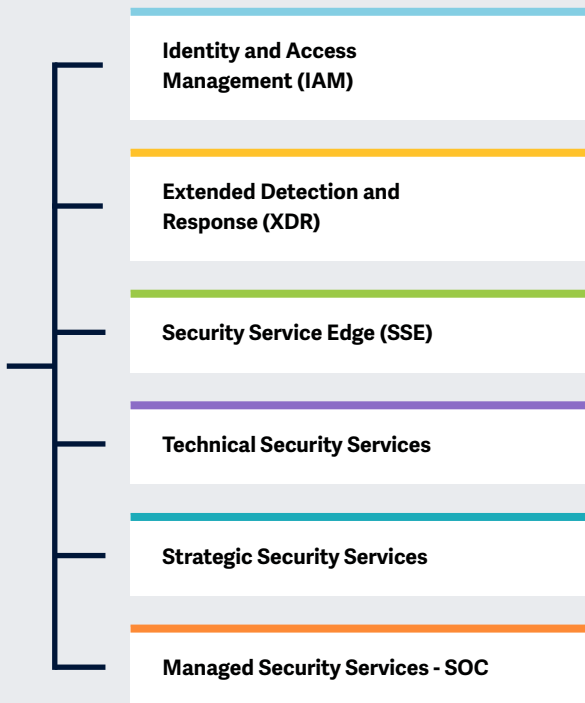 Identity and Access
Management (IAM)
Extended Detection and
Response (XDR)
Security Service Edge (SSE)
Technical Security Services
Strategic Security Services
Managed Security Services - SOC